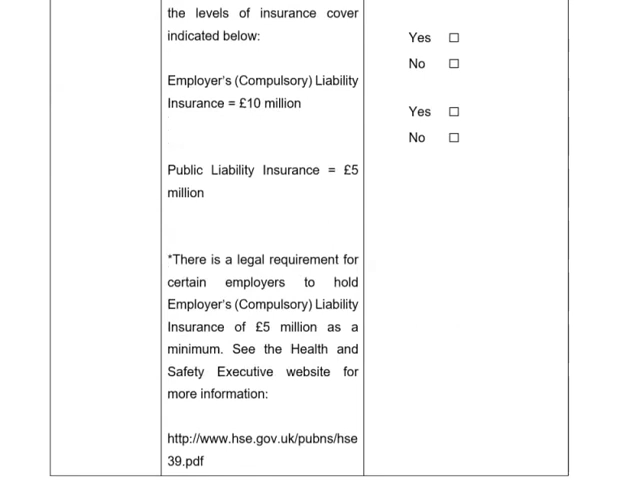 the levels of insurance cover
indicated below:
Yes ☐
No ☐
Employer's (Compulsory) Liability
Insurance = £10 million
Yes ☐
No ☐
Public Liability Insurance = £5
million
*There is a legal requirement for
certain employers to hold
Employer's (Compulsory) Liability
Insurance of £5 million as a
minimum. See the Health and
Safety Executive website for
more information:
http://www.hse.gov.uk/pubns/hse
39.pdf